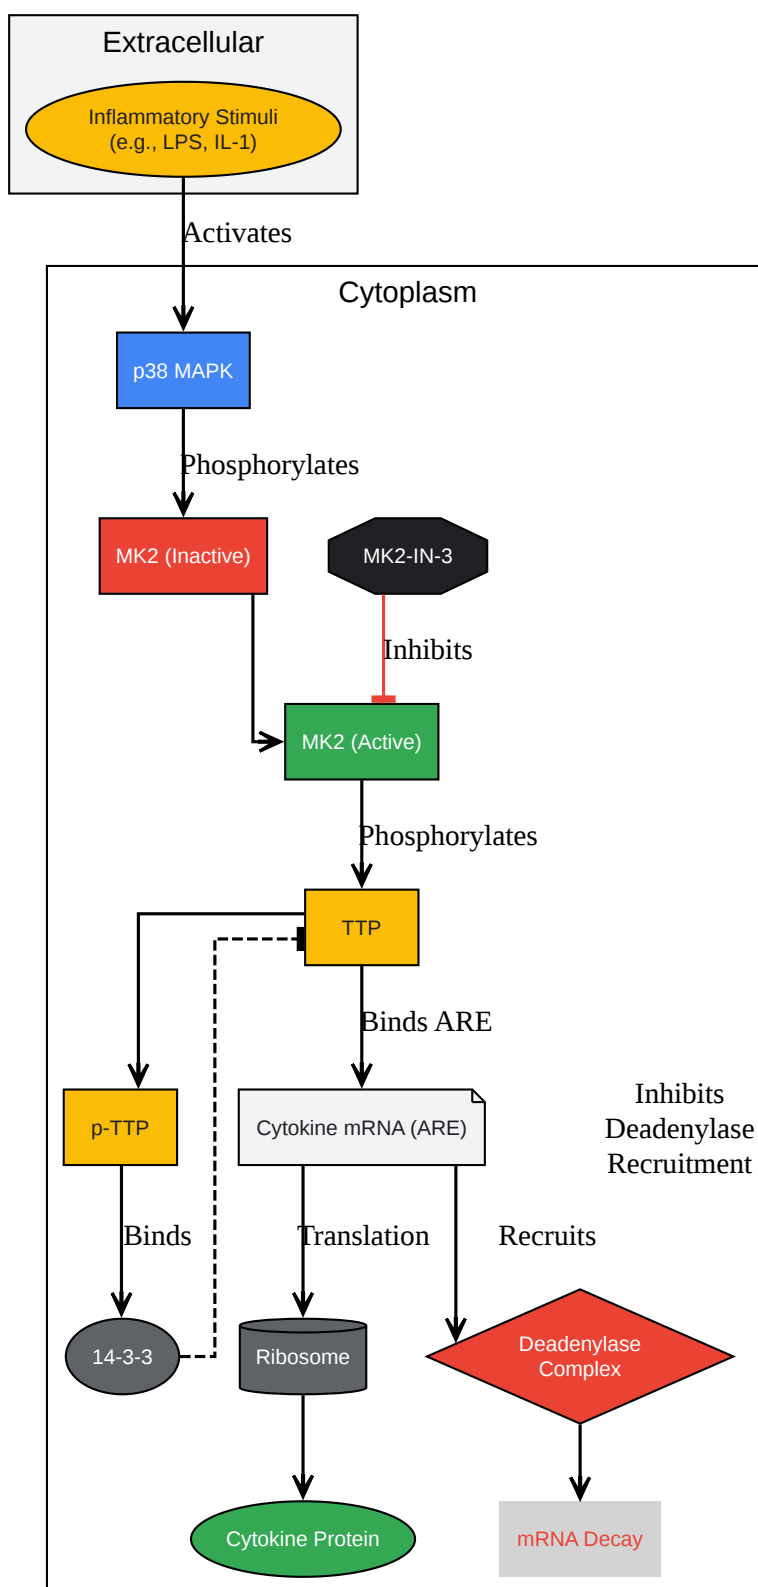 Extracellular
Inflammatory Stimuli
(e.g., LPS, IL-1)
Activates
Cytoplasm
p38 MAPK
Phosphorylates
MK2 (Inactive)
MK2-IN-3
Inhibits
MK2 (Active)
Phosphorylates
TTP
Binds ARE
p-TTP
Cytokine mRNA (ARE)
Inhibits
Deadenylase
Recruitment
Binds
Translation
Recruits
14-3-3
Ribosome
Deadenylase
Complex
Cytokine Protein
mRNA Decay